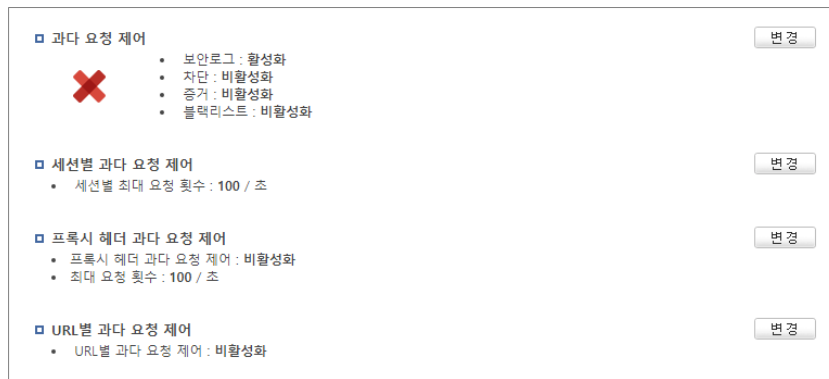 과다 요청 제어
변경
보안로그 : 활성화
차단 : 비활성화
증거 : 비활성화
블랙리스트 : 비활성화
세션별 과다 요청 제어
변경
세션별 최대 요청 횟수 : 100 / 초
프록시 헤더 과다 요청 제어
변경
프록시 헤더 과다 요청 제어 : 비활성화
최대 요청 횟수 : 100 / 초
URL별 과다 요청 제어
변경
URL별 과다 요청 제어 : 비활성화